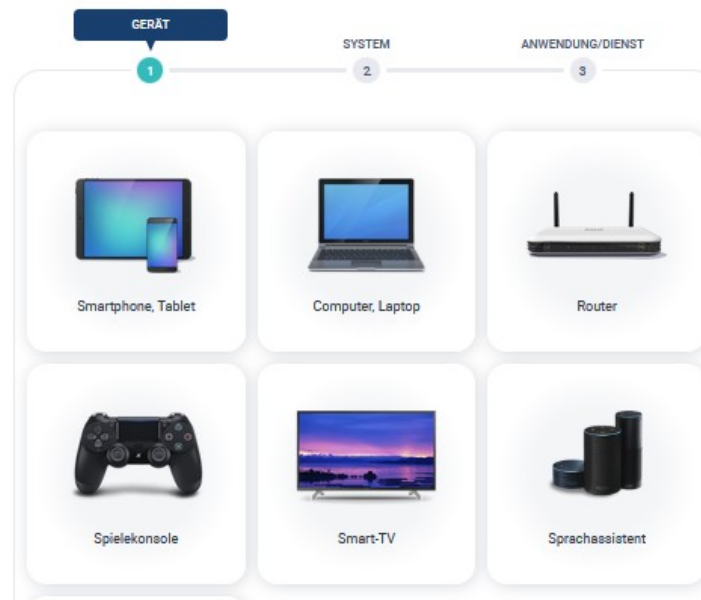 GERÄT
SYSTEM
ANWENDUNG/DIENST
1
2
3
Smartphone, Tablet
Computer, Laptop
Router
Spielekonsole
Smart-TV
Sprachassistent